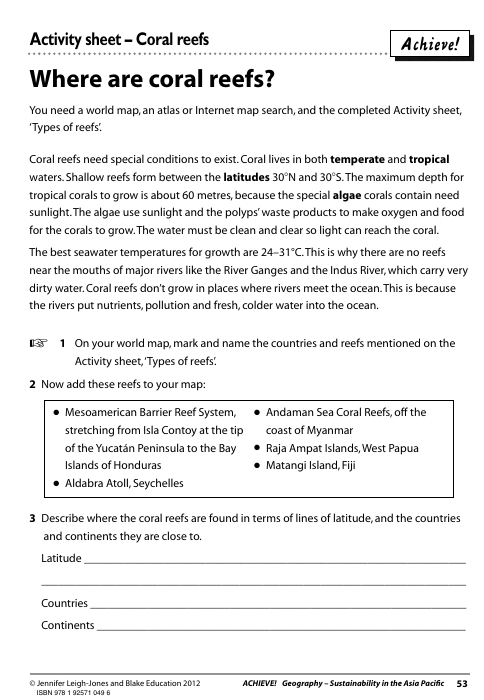 Activity sheet – Coral reefs
Achieve!
Where are coral reefs?
You need a world map, an atlas or Internet map search, and the completed Activity sheet,
‘Types of reefs’.
Coral reefs need special conditions to exist. Coral lives in both temperate and tropical
waters. Shallow reefs form between the latitudes 30°N and 30°S. The maximum depth for
tropical corals to grow is about 60 metres, because the special algae corals contain need
sunlight. The algae use sunlight and the polyps’ waste products to make oxygen and food
for the corals to grow. The water must be clean and clear so light can reach the coral.
The best seawater temperatures for growth are 24–31°C. This is why there are no reefs
near the mouths of major rivers like the River Ganges and the Indus River, which carry very
dirty water. Coral reefs don’t grow in places where rivers meet the ocean. This is because
the rivers put nutrients, pollution and fresh, colder water into the ocean.
☞ 1 On your world map, mark and name the countries and reefs mentioned on the
Activity sheet, ‘Types of reefs’.
2 Now add these reefs to your map:
● Mesoamerican Barrier Reef System,
stretching from Isla Contoy at the tip
of the Yucatán Peninsula to the Bay
Islands of Honduras
● Aldabra Atoll, Seychelles
● Andaman Sea Coral Reefs, off the
coast of Myanmar
● Raja Ampat Islands, West Papua
● Matangi Island, Fiji
3 Describe where the coral reefs are found in terms of lines of latitude, and the countries
and continents they are close to.
Latitude
Countries
Continents
© Jennifer Leigh-Jones and Blake Education 2012
ISBN 978 1 92571 049 6
ACHIEVE! Geography – Sustainability in the Asia Pacific 53